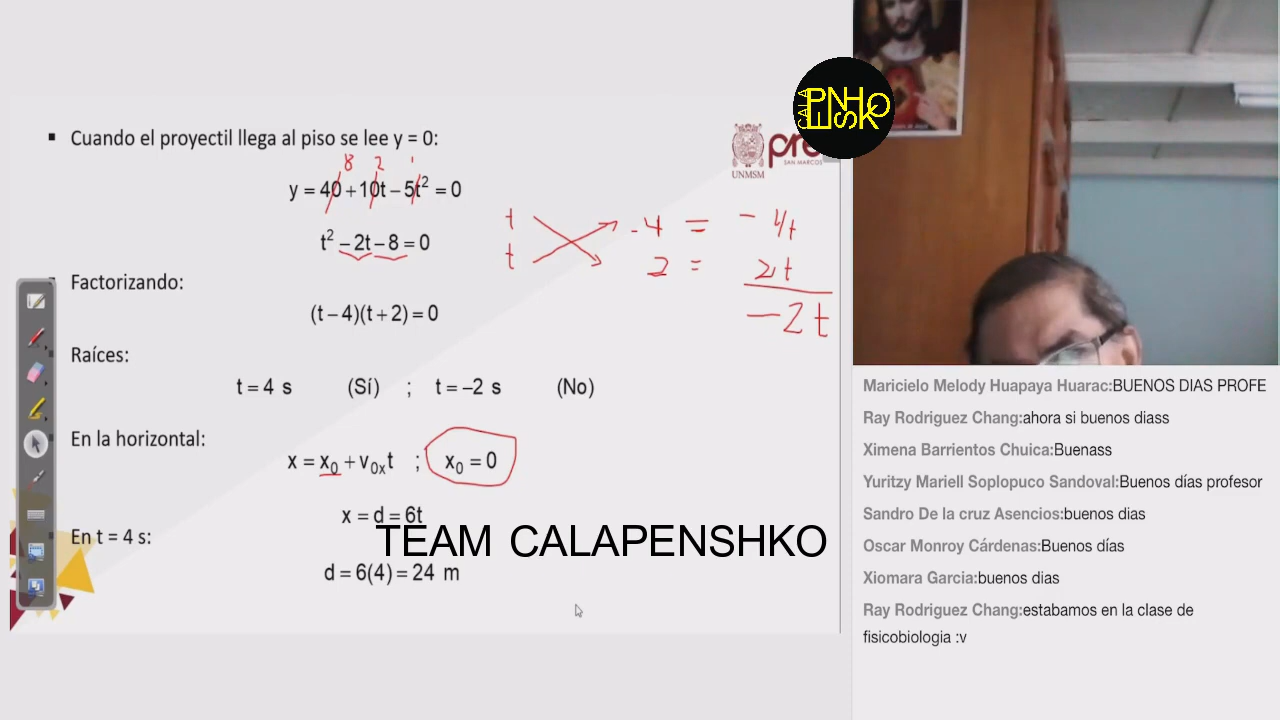 ▪ Cuando el proyectil llega al piso se lee y = 0:
8 2 1
y = 40 + 10t – 5t² = 0
t² – 2t – 8 = 0
t -4 = - 4t
t 2 = 2t
-2t
Factorizando:
(t – 4)(t + 2) = 0
Raíces:
t = 4 s (Sí) ; t = –2 s (No)
En la horizontal:
x = x₀ + v₀ₓt ; x₀ = 0
x = d = 6t
En t = 4 s:
d = 6(4) = 24 m
UNMSM
pre
SAN MARCOS
CALA
PENSHKO
TEAM CALAPENSHKO
Maricielo Melody Huapaya Huarac:BUENOS DIAS PROFE
Ray Rodriguez Chang:ahora si buenos diass
Ximena Barrientos Chuica:Buenass
Yuritzy Mariell Soplopuco Sandoval:Buenos días profesor
Sandro De la cruz Asencios:buenos dias
Oscar Monroy Cárdenas:Buenos días
Xiomara Garcia:buenos dias
Ray Rodriguez Chang:estabamos en la clase de
fisicobiologia :v